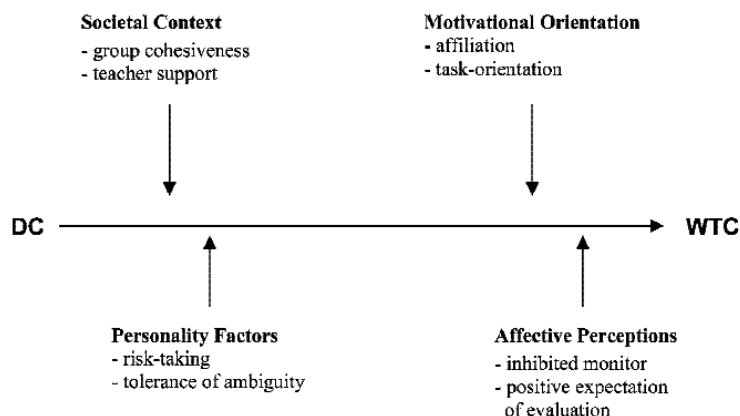 Societal Context
- group cohesiveness
- teacher support
Motivational Orientation
- affiliation
- task-orientation
DC
WTC
Personality Factors
- risk-taking
- tolerance of ambiguity
Affective Perceptions
- inhibited monitor
- positive expectation
of evaluation